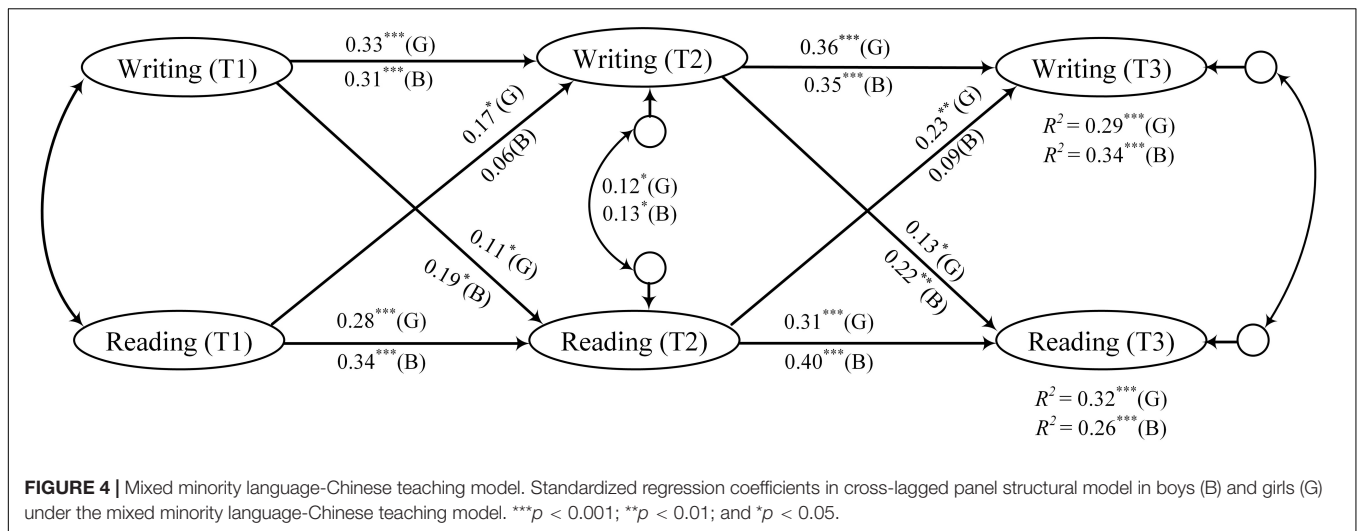 Writing (T1)
0.33***(G)
0.31***(B)
Writing (T2)
0.36***(G)
0.35***(B)
Writing (T3)
R² = 0.29***(G)
R² = 0.34***(B)
0.17*(G)
0.06(B)
0.12*(G)
0.13*(B)
0.23**(G)
0.09(B)
0.11*(G)
0.19*(B)
0.13*(G)
0.22**(B)
Reading (T1)
0.28***(G)
0.34***(B)
Reading (T2)
0.31***(G)
0.40***(B)
Reading (T3)
R² = 0.32***(G)
R² = 0.26***(B)
FIGURE 4 | Mixed minority language-Chinese teaching model. Standardized regression coefficients in cross-lagged panel structural model in boys (B) and girls (G)
under the mixed minority language-Chinese teaching model. ***p < 0.001; **p < 0.01; and *p < 0.05.